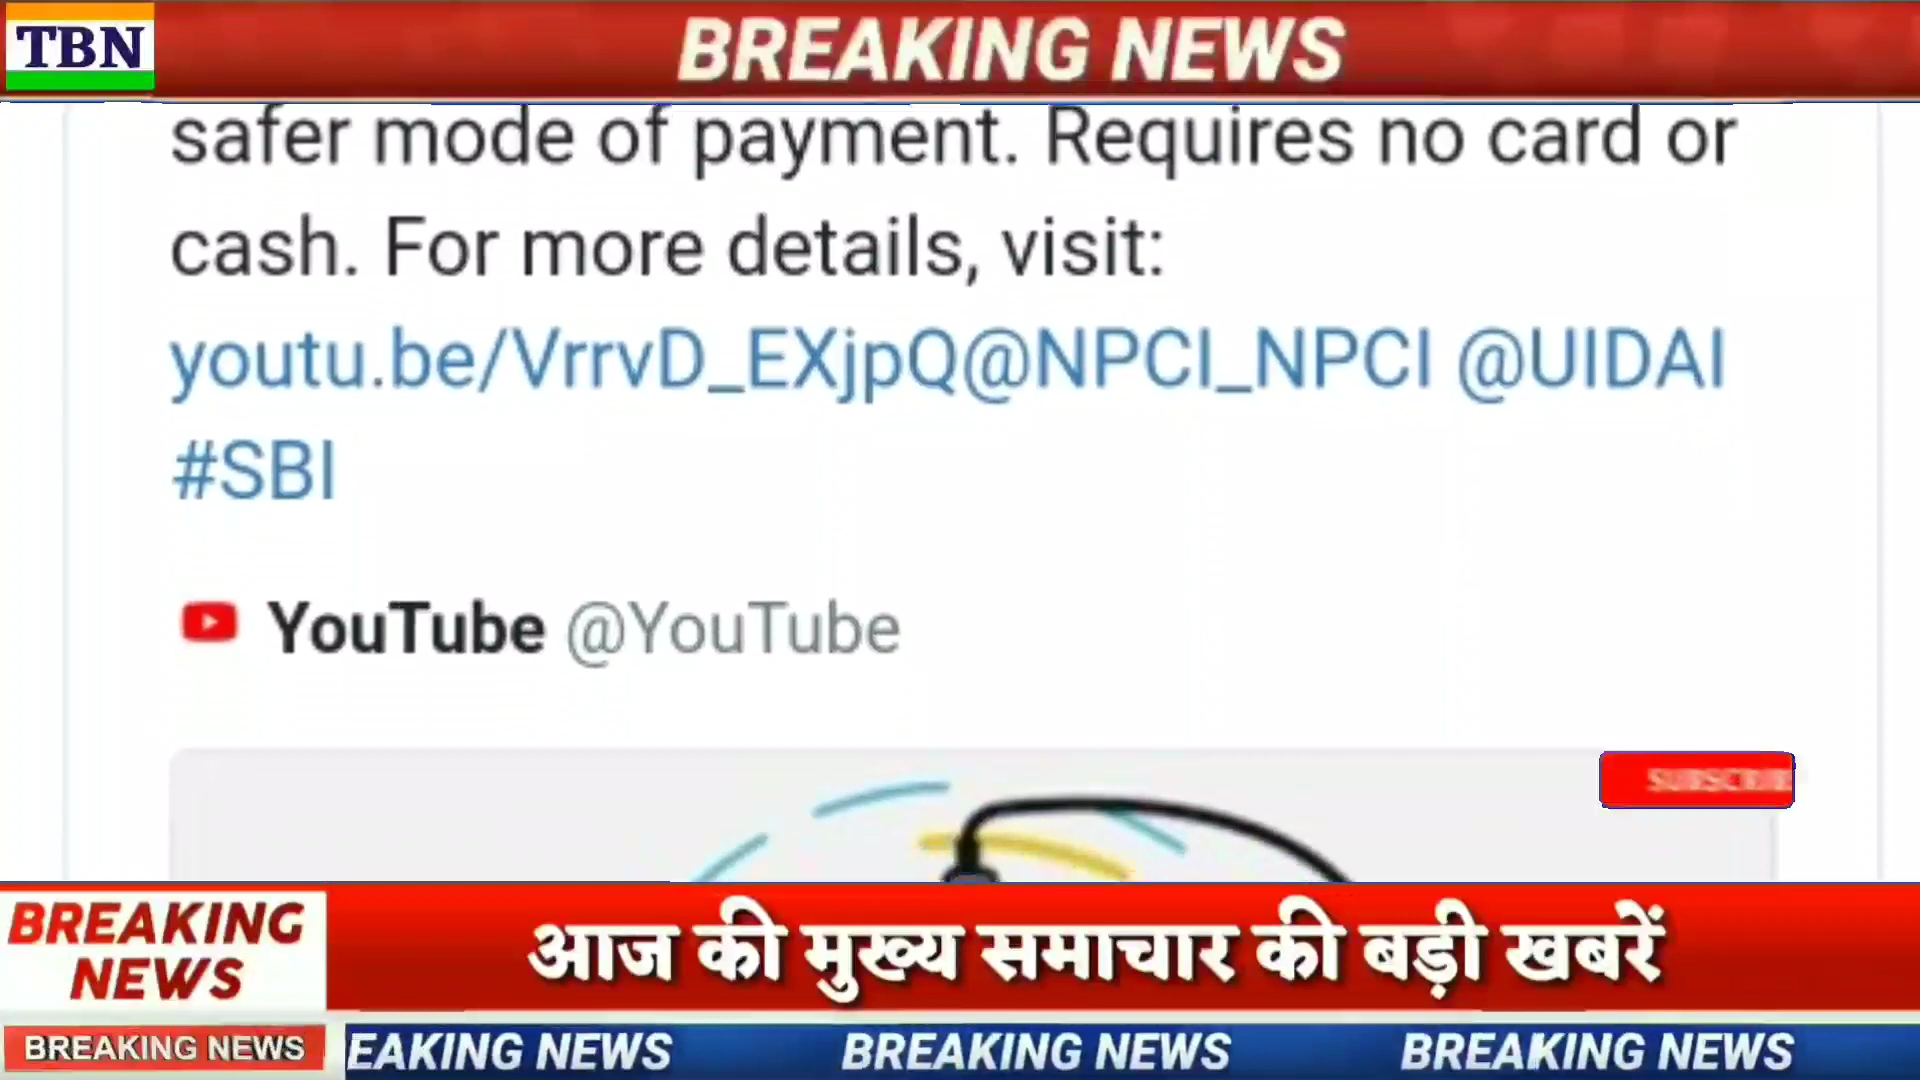 TBN
BREAKING NEWS
safer mode of payment. Requires no card or
cash. For more details, visit:
youtu.be/VrrvD_EXjpQ@NPCI_NPCI @UIDAI
#SBI
YouTube @YouTube
SUBSCRIB
BREAKING
NEWS
आज की मुख्य समाचार की बड़ी खबरें
BREAKING NEWS
EAKING NEWS BREAKING NEWS BREAKING NEWS